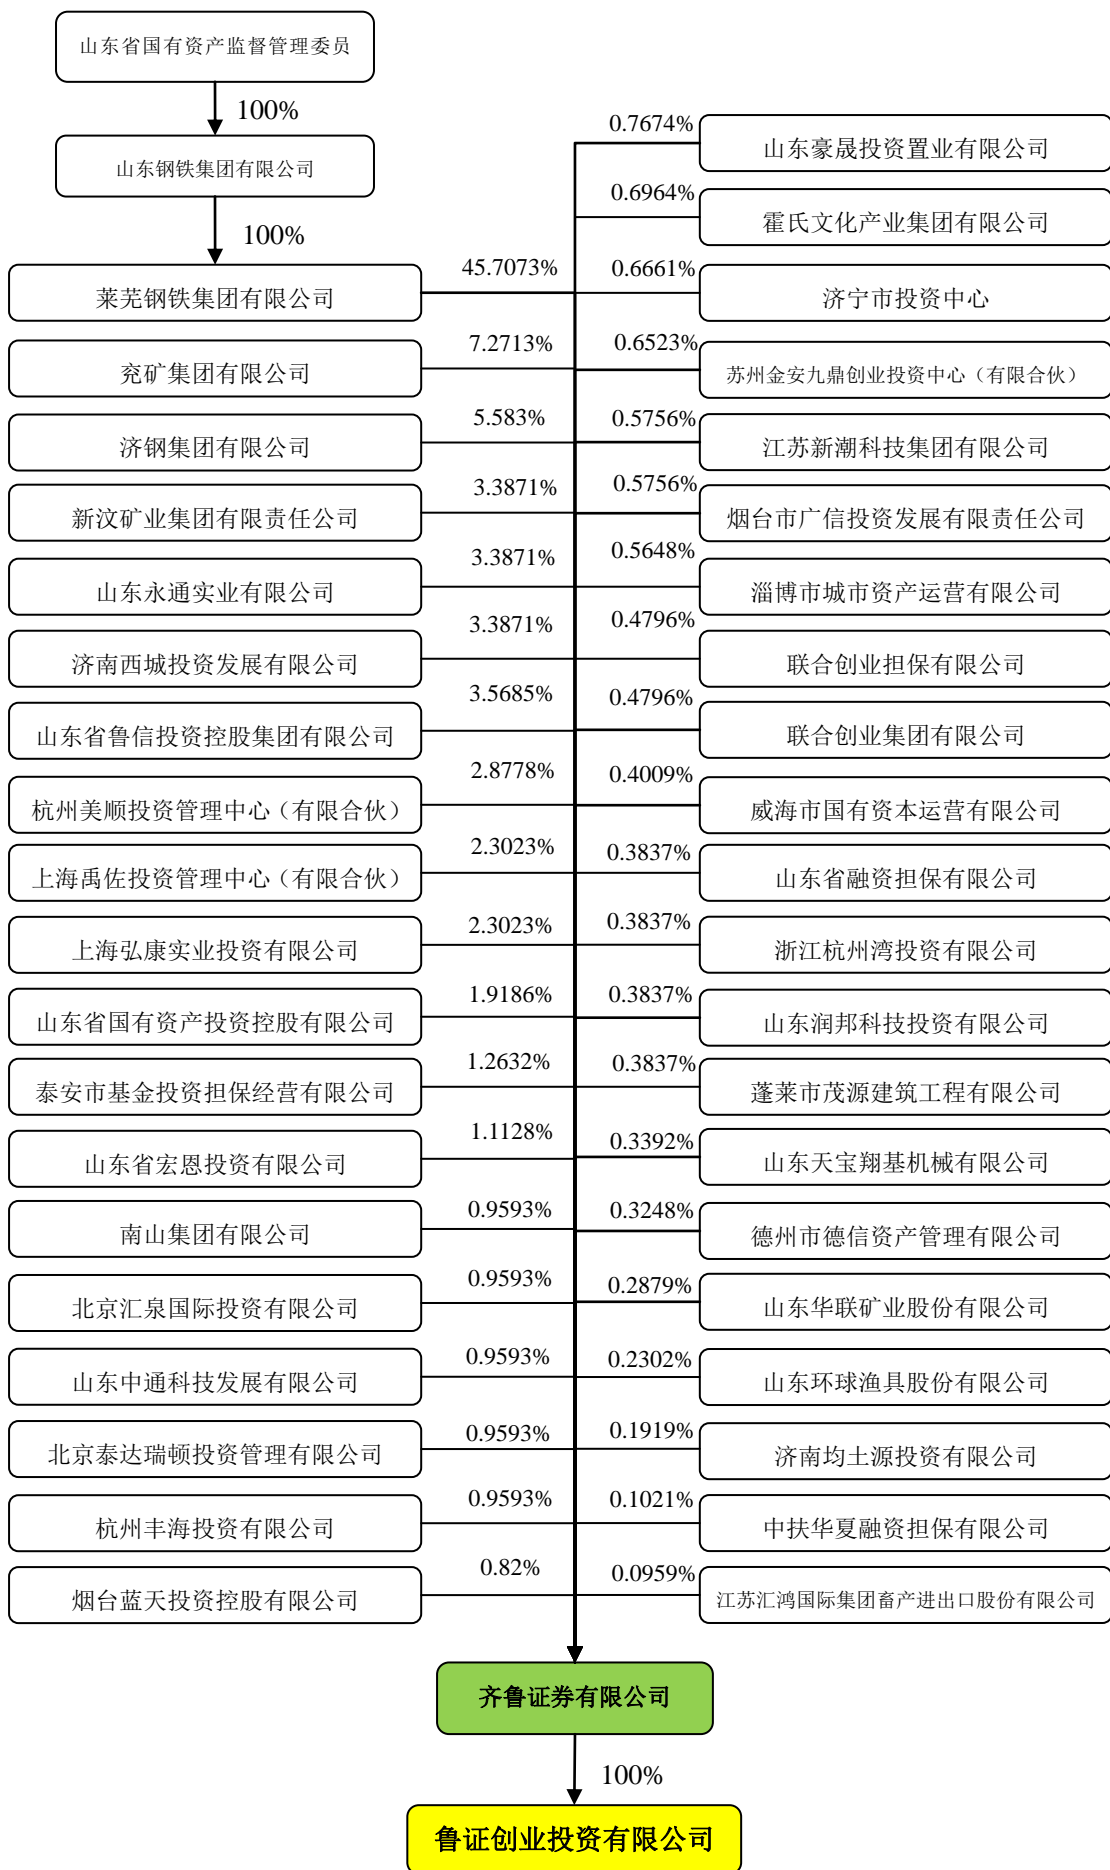 山东省国有资产监督管理委员
100%
山东钢铁集团有限公司
100%
0.7674%
山东豪晟投资置业有限公司
0.6964%
霍氏文化产业集团有限公司
莱芜钢铁集团有限公司
45.7073%
0.6661%
济宁市投资中心
兖矿集团有限公司
7.2713%
0.6523%
苏州金安九鼎创业投资中心（有限合伙）
济钢集团有限公司
5.583%
0.5756%
江苏新潮科技集团有限公司
新汶矿业集团有限责任公司
3.3871%
0.5756%
烟台市广信投资发展有限责任公司
山东永通实业有限公司
3.3871%
0.5648%
淄博市城市资产运营有限公司
济南西城投资发展有限公司
3.3871%
0.4796%
联合创业担保有限公司
山东省鲁信投资控股集团有限公司
3.5685%
0.4796%
联合创业集团有限公司
杭州美顺投资管理中心（有限合伙）
2.8778%
0.4009%
威海市国有资本运营有限公司
上海禹佐投资管理中心（有限合伙）
2.3023%
0.3837%
山东省融资担保有限公司
上海弘康实业投资有限公司
2.3023%
0.3837%
浙江杭州湾投资有限公司
山东省国有资产投资控股有限公司
1.9186%
0.3837%
山东润邦科技投资有限公司
泰安市基金投资担保经营有限公司
1.2632%
0.3837%
蓬莱市茂源建筑工程有限公司
山东省宏恩投资有限公司
1.1128%
0.3392%
山东天宝翔基机械有限公司
南山集团有限公司
0.9593%
0.3248%
德州市德信资产管理有限公司
北京汇泉国际投资有限公司
0.9593%
0.2879%
山东华联矿业股份有限公司
山东中通科技发展有限公司
0.9593%
0.2302%
山东环球渔具股份有限公司
北京泰达瑞顿投资管理有限公司
0.9593%
0.1919%
济南均土源投资有限公司
杭州丰海投资有限公司
0.9593%
0.1021%
中扶华夏融资担保有限公司
烟台蓝天投资控股有限公司
0.82%
0.0959%
江苏汇鸿国际集团畜产进出口股份有限公司
齐鲁证券有限公司
100%
鲁证创业投资有限公司